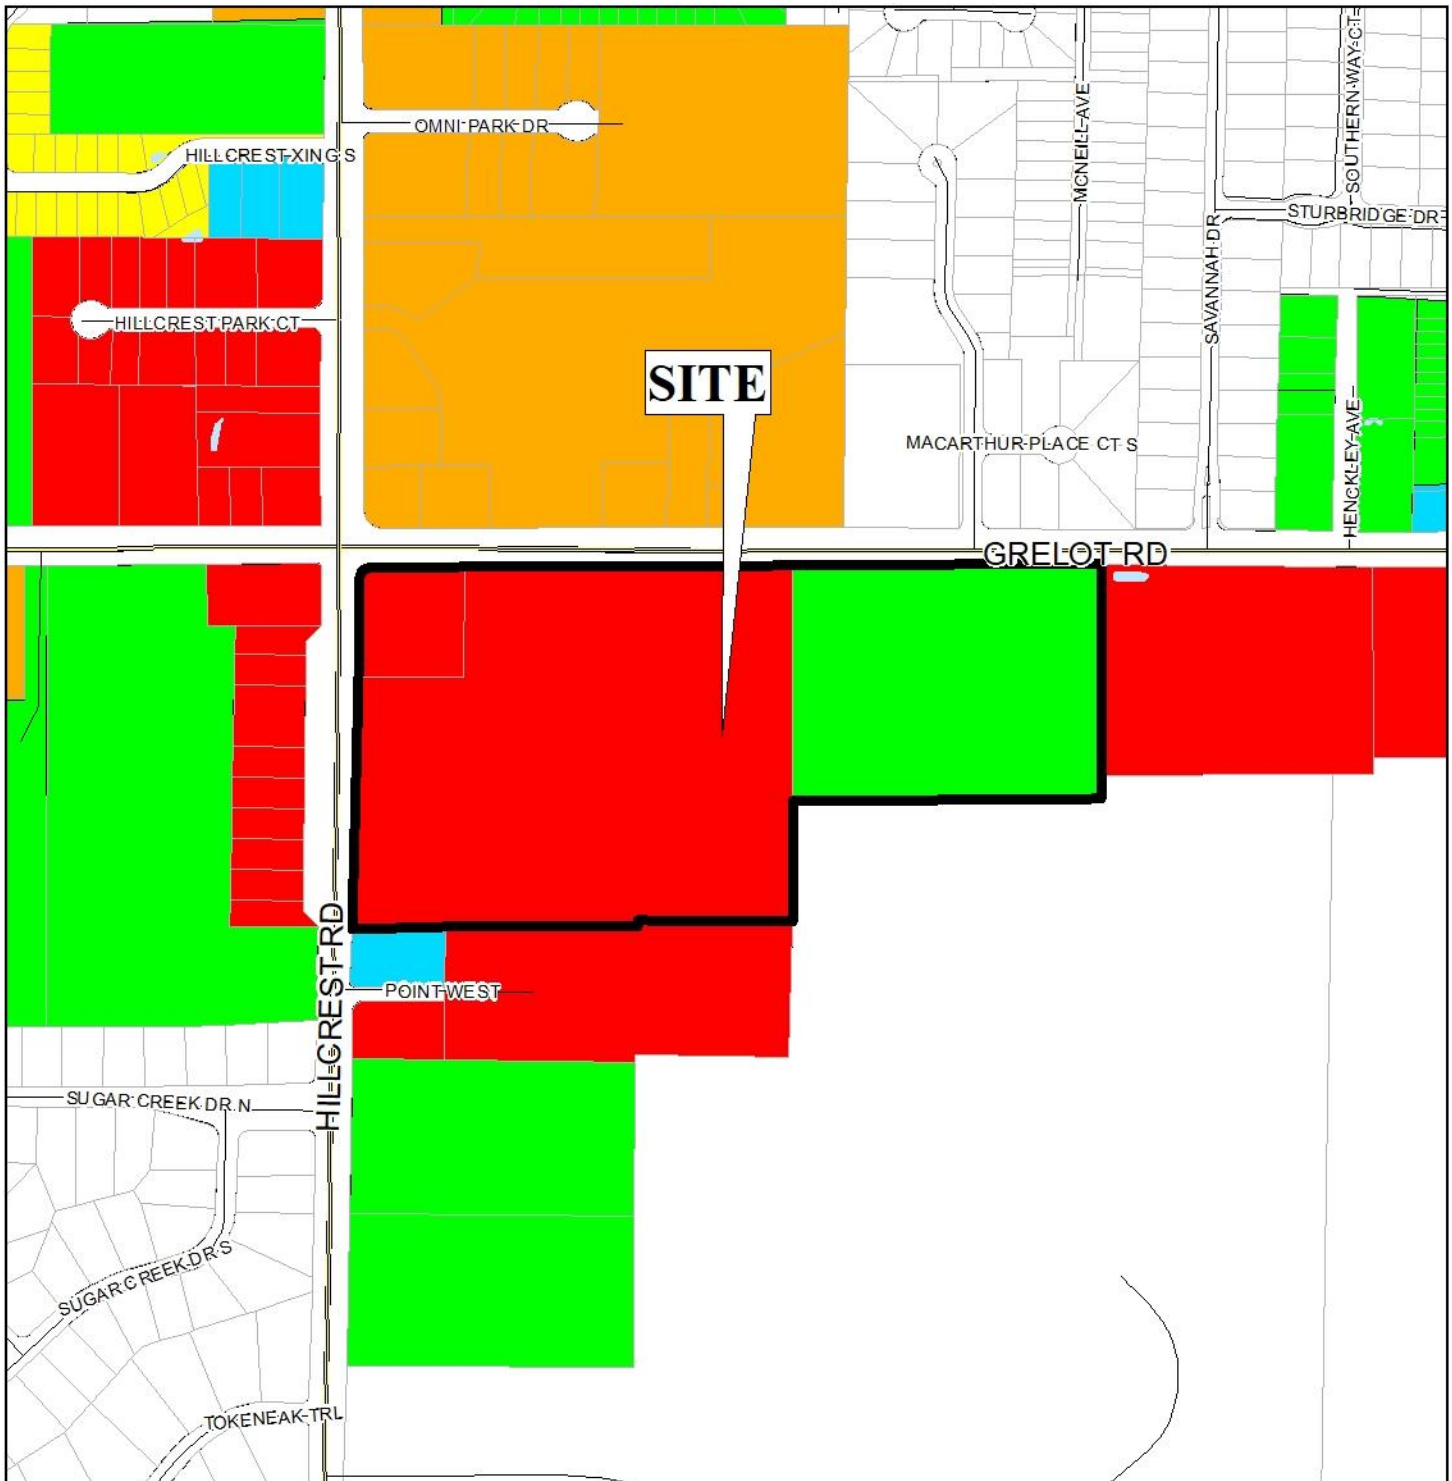 SOUTHERN-WAY-CT
MCNEILL-AVE
OMNI-PARK-DR
HILLCREST-XING S
STURBRIDGE-DR
SAVANNAH-DR
HILLCREST-PARK-CT
SITE
HENCKLEY-AVE
MACARTHUR-PLACE CT S
GRELOT RD
HILLCREST-RD
POINT-WEST
SUGAR-CREEK-DR-N
SUGAR-CREEK-DR-S
TOKENEAK-TRL